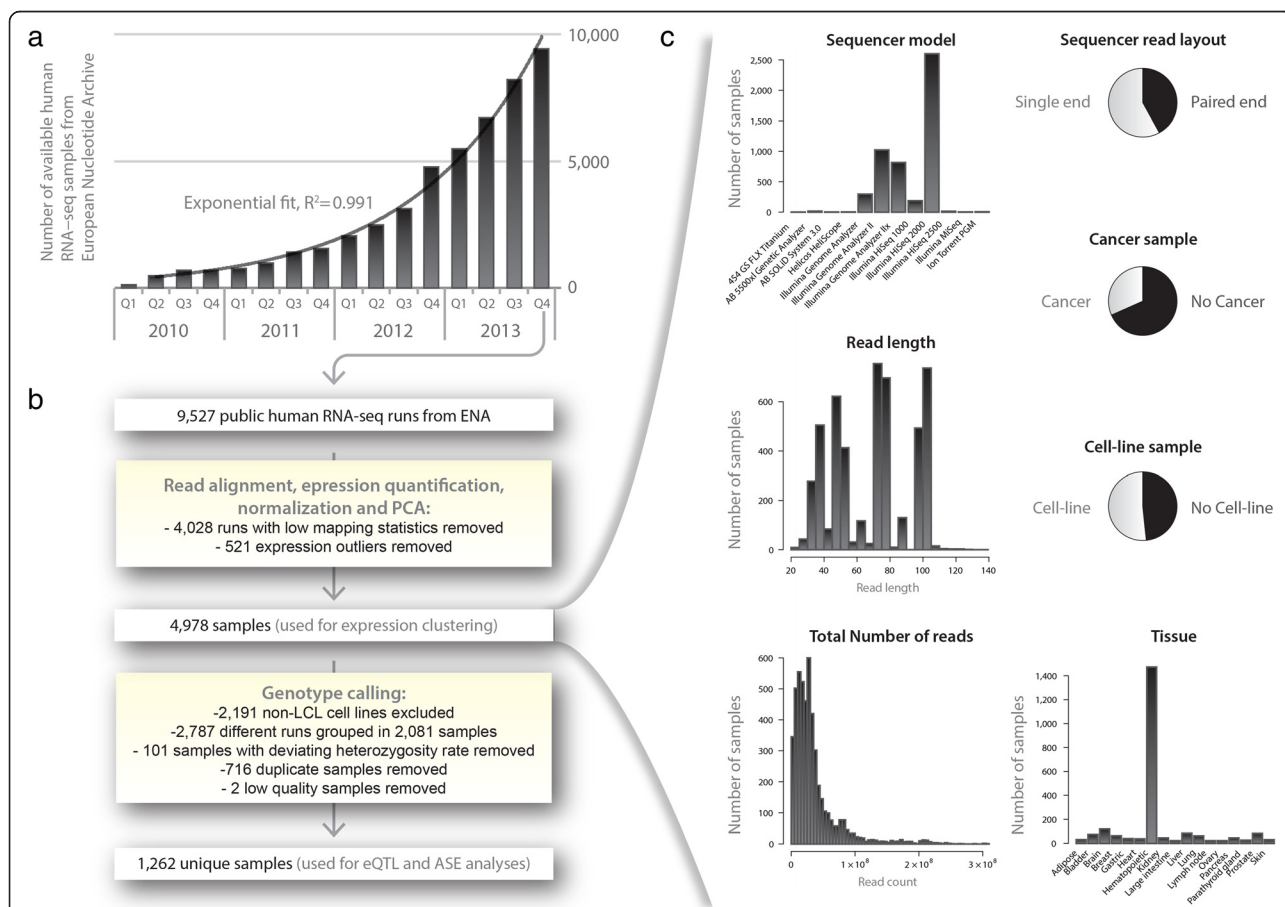 a
Number of available human
RNA–seq samples from
European Nucleotide Archive
10,000
5,000
0
Exponential fit, R²=0.991
Q1 Q2 Q3 Q4 Q1 Q2 Q3 Q4 Q1 Q2 Q3 Q4 Q1 Q2 Q3 Q4
2010 2011 2012 2013
b
9,527 public human RNA-seq runs from ENA
Read alignment, epression quantification,
normalization and PCA:
- 4,028 runs with low mapping statistics removed
- 521 expression outliers removed
4,978 samples (used for expression clustering)
Genotype calling:
-2,191 non-LCL cell lines excluded
-2,787 different runs grouped in 2,081 samples
- 101 samples with deviating heterozygosity rate removed
-716 duplicate samples removed
- 2 low quality samples removed
1,262 unique samples (used for eQTL and ASE analyses)
c
Sequencer model
Number of samples
2,500
2,000
1,500
1,000
500
0
454 GS FLX Titanium
AB 5500xl Genetic Analyzer
AB SOLiD System 3.0
Helicos HeliScope
Illumina Genome Analyzer
Illumina Genome Analyzer II
Illumina Genome Analyzer IIx
Illumina HiSeq 1000
Illumina HiSeq 2000
Illumina HiSeq 2500
Illumina MiSeq
Ion Torrent PGM
Sequencer read layout
Single end
Paired end
Cancer sample
Cancer
No Cancer
Read length
Number of samples
600
400
200
0
20 40 60 80 100 120 140
Read length
Cell-line sample
Cell-line
No Cell-line
Total Number of reads
Number of samples
600
500
400
300
200
100
0
0 1×10⁸ 2×10⁸ 3×10⁸
Read count
Tissue
Number of samples
1,400
1,200
1,000
800
600
400
200
0
Adipose
Bladder
Brain
Breast
Gastric
Heart
Hematopoetic
Kidney
Large intestine
Liver
Lung
Lymph node
Ovary
Pancreas
Parathyroid gland
Prostate
Skin